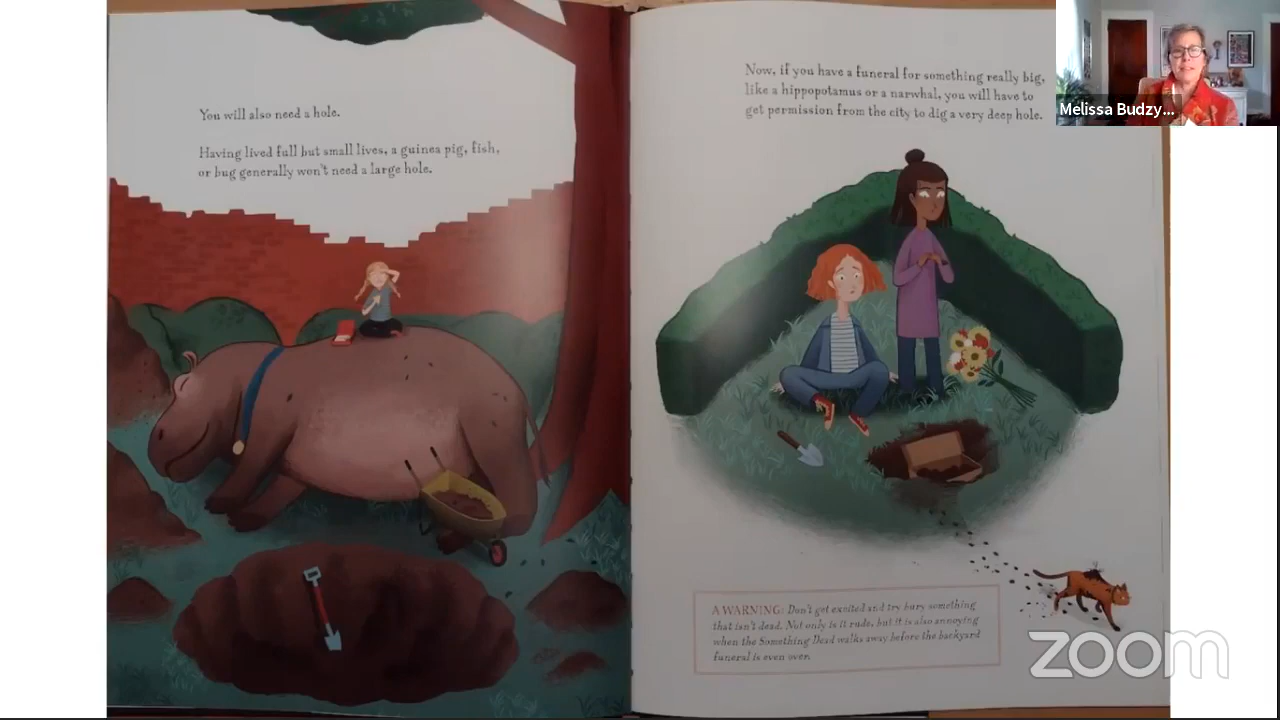 You will also need a hole.
Having lived full but small lives, a guinea pig, fish,
or bug generally won't need a large hole.
Now, if you have a funeral for something really big,
like a hippopotamus or a narwhal, you will have to
get permission from the city to dig a very deep hole.
A WARNING: Don't get excited and try bury something
that isn't dead. Not only is it rude, but it is also annoying
when the Something Dead walks away before the backyard
funeral is even over.
Melissa Budzy...
zoom